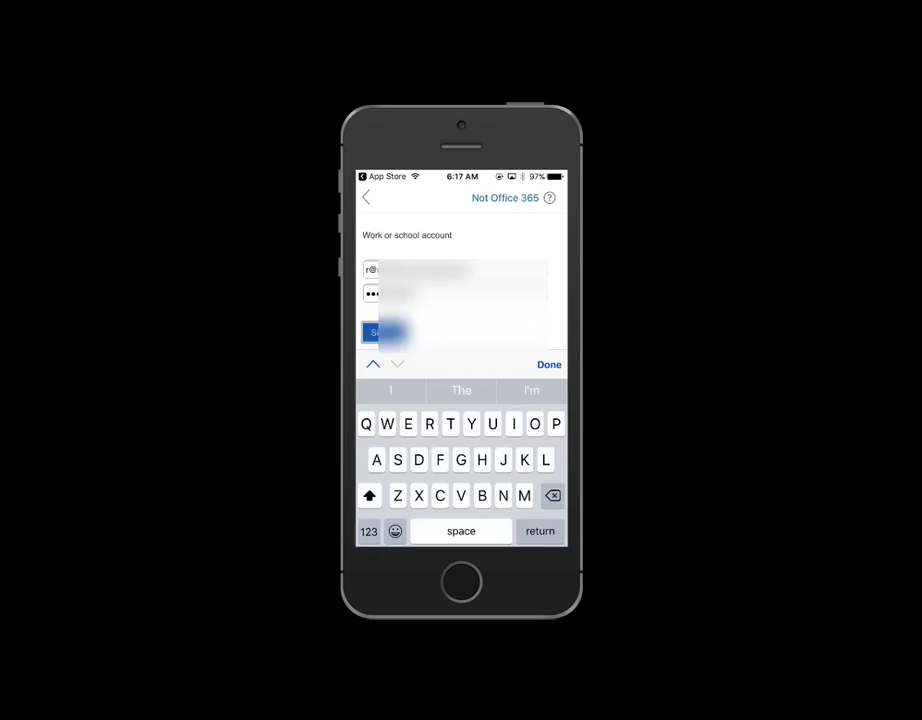 App Store 6:17 AM 97%
Not Office 365 ?
Work or school account
r@
Done
I The I'm
Q W E R T Y U I O P
A S D F G H J K L
Z X C V B N M
123 space return